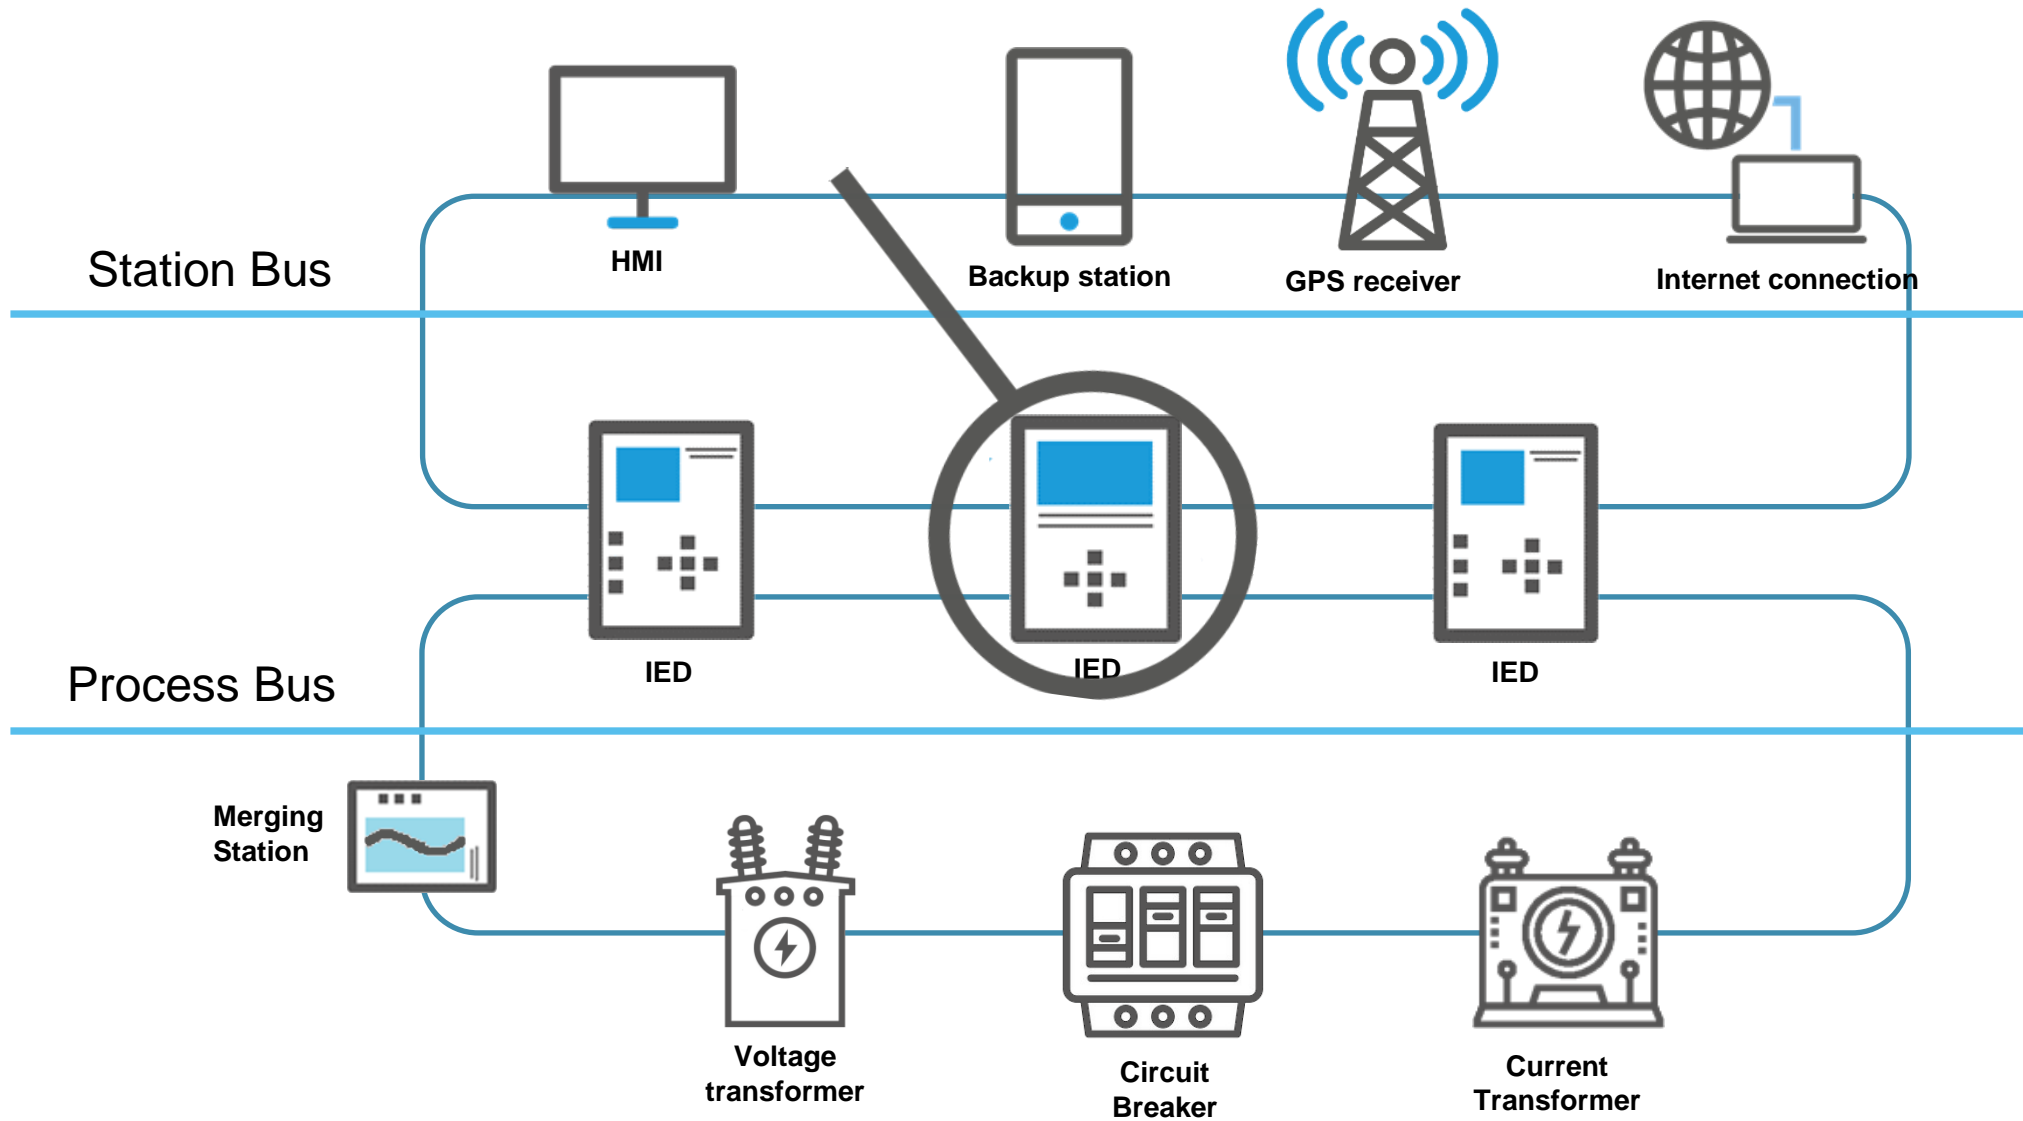 HMI
Backup station
GPS receiver
Internet connection
Station Bus
IED
IED
IED
Process Bus
Merging
Station
Voltage
transformer
Circuit
Breaker
Current
Transformer